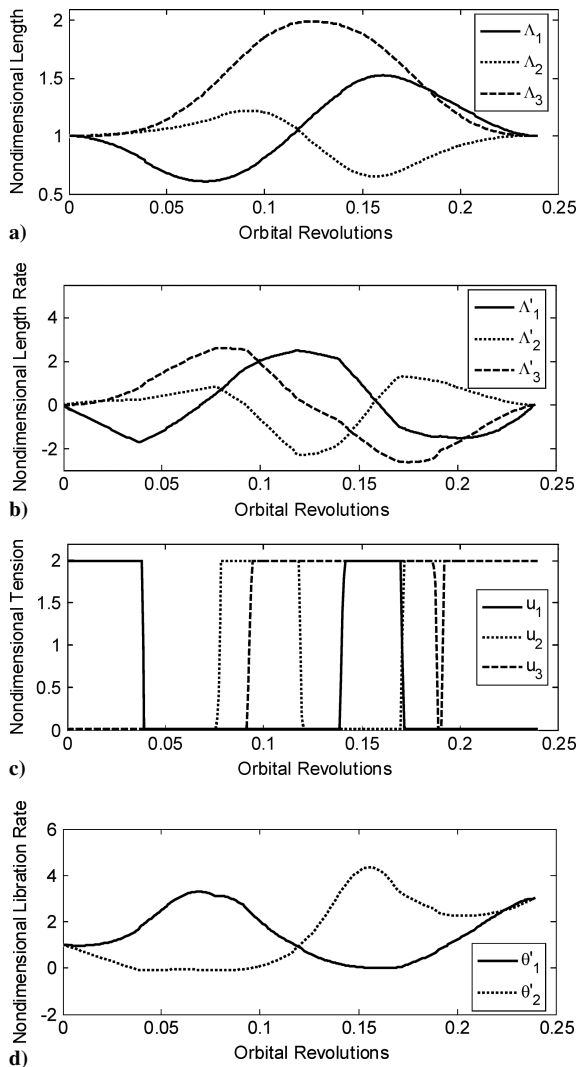 Nondimensional Length
2
1.5
1
0.5
0
0.05
0.1
0.15
0.2
0.25
Λ1
Λ2
Λ3
Orbital Revolutions
a)
Nondimensional Length Rate
4
2
0
-2
0
0.05
0.1
0.15
0.2
0.25
Λ'1
Λ'2
Λ'3
Orbital Revolutions
b)
Nondimensional Tension
2
1.5
1
0.5
0
0
0.05
0.1
0.15
0.2
0.25
u1
u2
u3
Orbital Revolutions
c)
Nondimensional Libration Rate
6
4
2
0
-2
0
0.05
0.1
0.15
0.2
0.25
θ'1
θ'2
Orbital Revolutions
d)